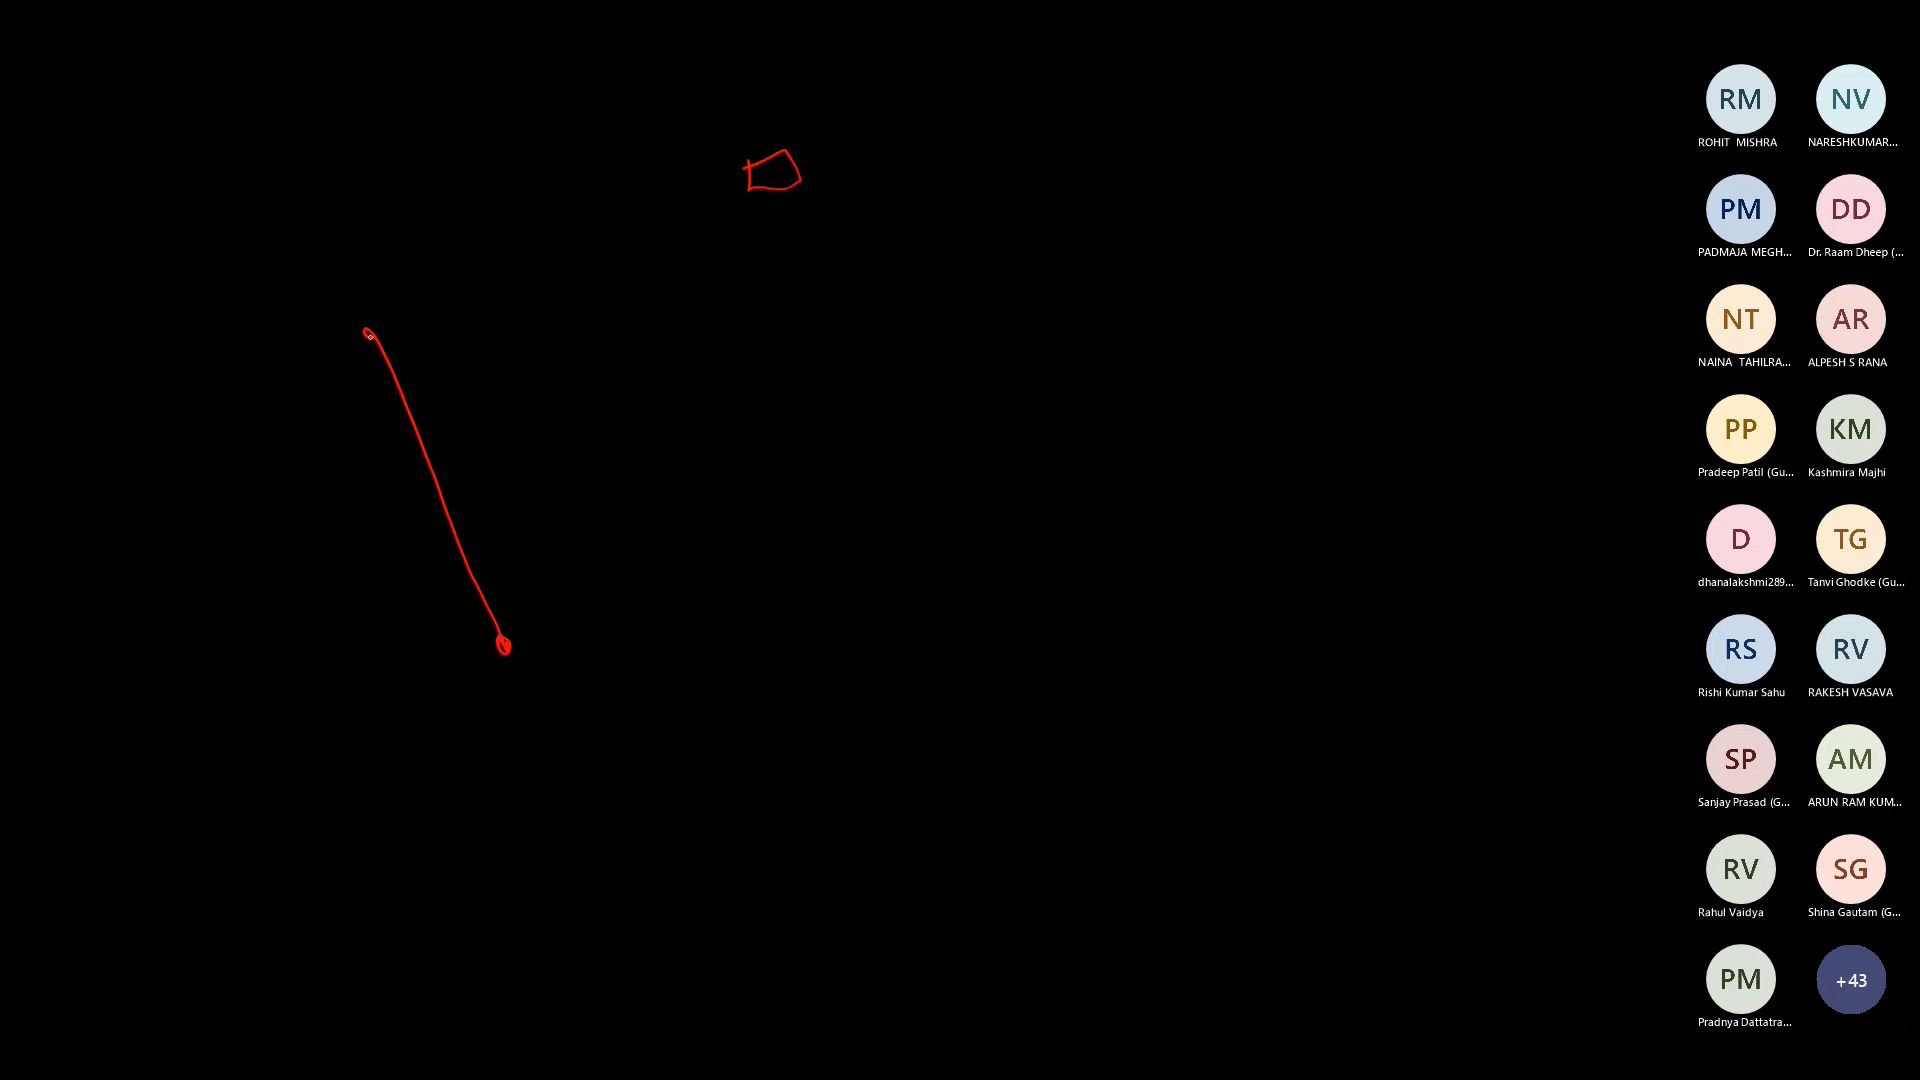 RM NV
ROHIT MISHRA NARESHKUMAR...
PM DD
PADMAJA MEGH... Dr. Raam Dheep (...
NT AR
NAINA TAHILRA... ALPESH S RANA
PP KM
Pradeep Patil (Gu... Kashmira Majhi
D TG
dhanalakshmi289... Tanvi Ghodke (Gu...
RS RV
Rishi Kumar Sahu RAKESH VASAVA
SP AM
Sanjay Prasad (G... ARUN RAM KUM...
RV SG
Rahul Vaidya Shina Gautam (G...
PM +43
Pradnya Dattatra...